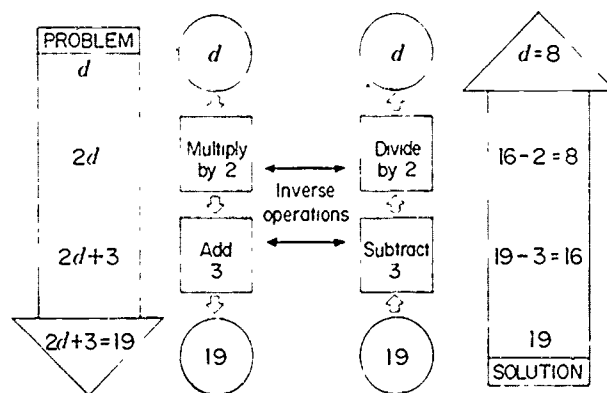 PROBLEM
d
2d
2d+3
2d+3=19
d
Multiply
by 2
Add
3
19
Inverse
operations
d
Divide
by 2
Subtract
3
19
d=8
16-2=8
19-3=16
19
SOLUTION